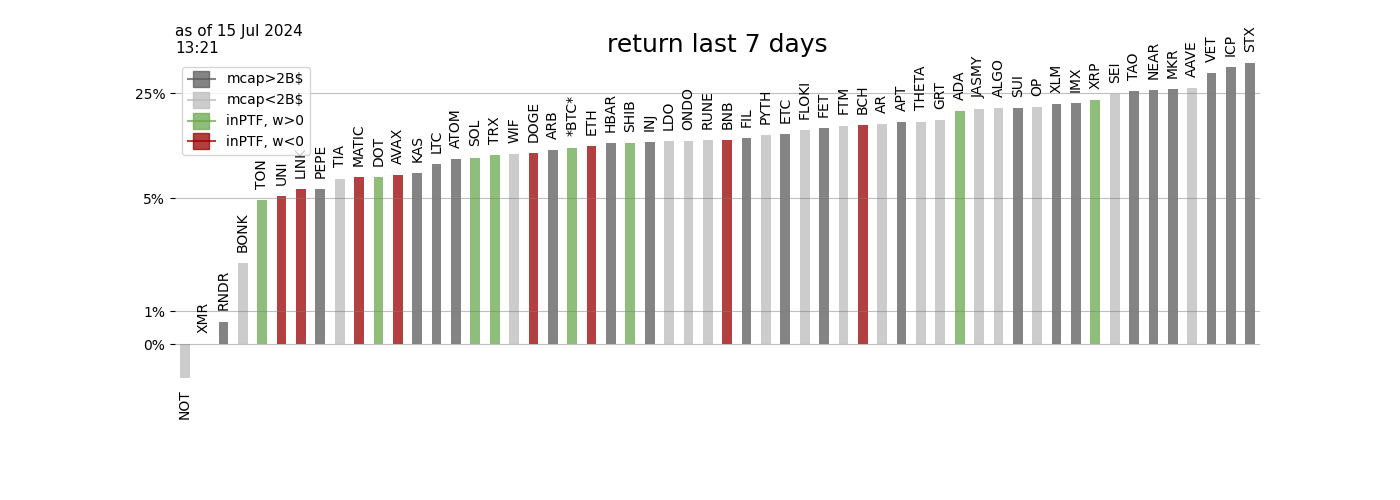 as of 15 Jul 2024
13:21
return last 7 days
mcap>2B$
mcap<2B$
inPTF, w>0
inPTF, w<0
25%
5%
1%
0%
NOT
XMR
RNDR
BONK
TON
UNI
LINK
PEPE
TIA
MATIC
DOT
AVAX
KAS
LTC
ATOM
SOL
TRX
WIF
DOGE
ARB
*BTC*
ETH
HBAR
SHIB
INJ
LDO
ONDO
RUNE
BNB
FIL
PYTH
ETC
FLOKI
FET
FTM
BCH
AR
APT
THETA
GRT
ADA
JASMY
ALGO
SUI
OP
XLM
IMX
XRP
SEI
TAO
NEAR
MKR
AAVE
VET
ICP
STX